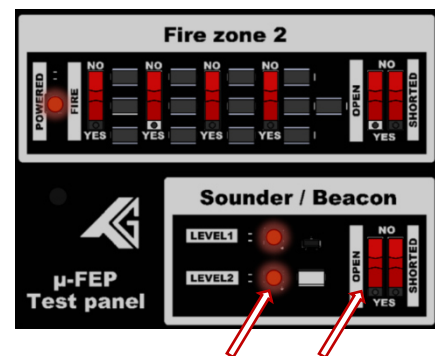 Fire zone 2
POWERED
FIRE
NO NO NO NO
YES YES YES YES
OPEN
NO
YES
SHORTED
Sounder / Beacon
LEVEL1
LEVEL2
OPEN
NO
YES
SHORTED
µ-FEP
Test panel